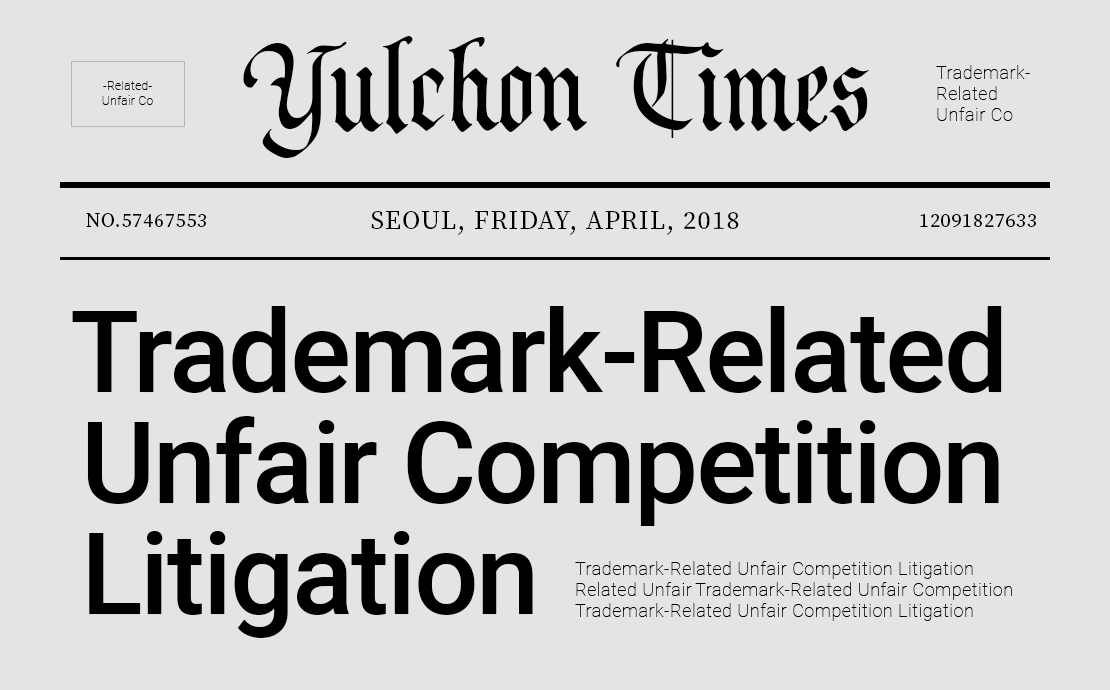 -Related-
Unfair Co
Yulchon Times
Trademark-
Related
Unfair Co
NO.57467553
SEOUL, FRIDAY, APRIL, 2018
12091827633
Trademark-Related
Unfair Competition
Litigation
Trademark-Related Unfair Competition Litigation
Related Unfair Trademark-Related Unfair Competition
Trademark-Related Unfair Competition Litigation